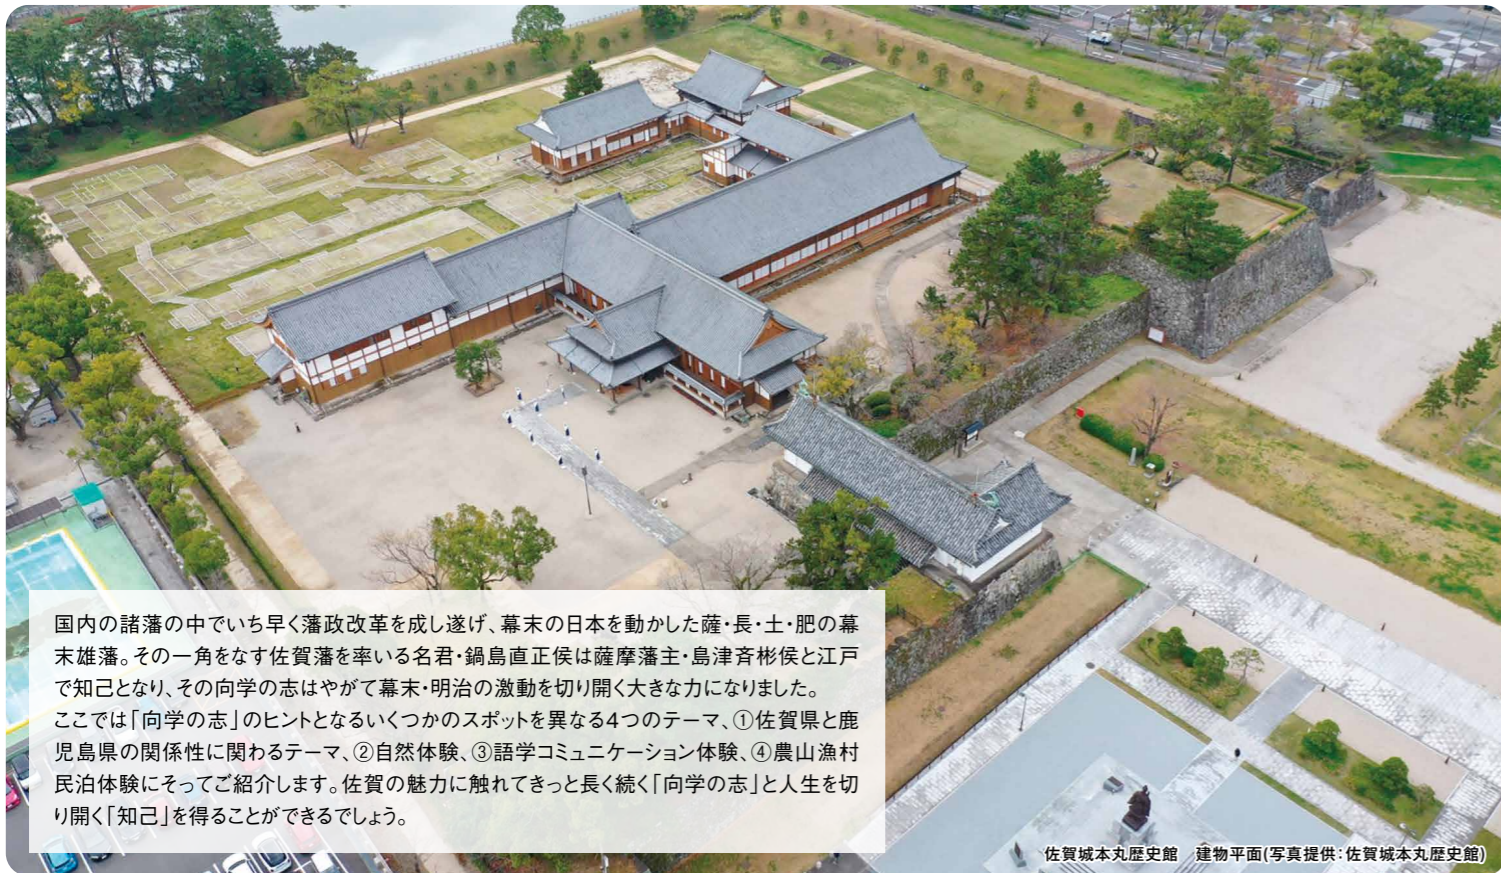 国内の諸藩の中でいち早く藩政改革を成し遂げ、幕末の日本を動かした薩・長・土・肥の幕
末雄藩。その一角をなす佐賀藩を率いる名君・鍋島直正侯は薩摩藩主・島津斉彬侯と江戸
で知己となり、その向学の志はやがて幕末・明治の激動を切り開く大きな力になりました。
ここでは「向学の志」のヒントとなるいくつかのスポットを異なる4つのテーマ、①佐賀県と鹿
児島県の関係性に関わるテーマ、②自然体験、③語学コミュニケーション体験、④農山漁村
民泊体験にそってご紹介します。佐賀の魅力に触れてきっと長く続く「向学の志」と人生を切
り開く「知己」を得ることができるでしょう。
佐賀城本丸歴史館　建物平面(写真提供:佐賀城本丸歴史館)